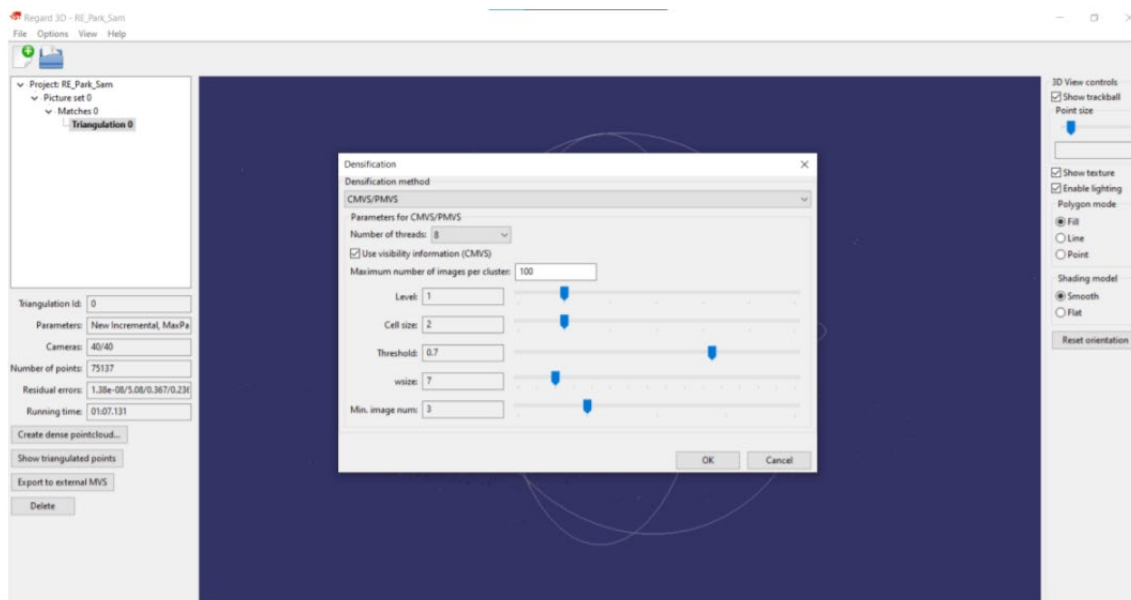 Regard 3D - RE_Park_Sam
File Options View Help
Project: RE_Park_Sam
Picture set 0
Matches 0
Triangulation 0
Triangulation Id: 0
Parameters: New Incremental, MaxPa
Cameras: 40/40
Number of points: 75137
Residual errors: 1.38e-08/5.08/0.367/0.236
Running time: 01:07.131
Create dense pointcloud...
Show triangulated points
Export to external MVS
Delete
Densification
Densification method
CMVS/PMVS
Parameters for CMVS/PMVS
Number of threads: 8
Use visibility information (CMVS)
Maximum number of images per cluster: 100
Level: 1
Cell size: 2
Threshold: 0.7
wsize: 7
Min. image num: 3
OK Cancel
3D View controls
Show trackball
Point size
Show texture
Enable lighting
Polygon mode
Fill
Line
Point
Shading model
Smooth
Flat
Reset orientation